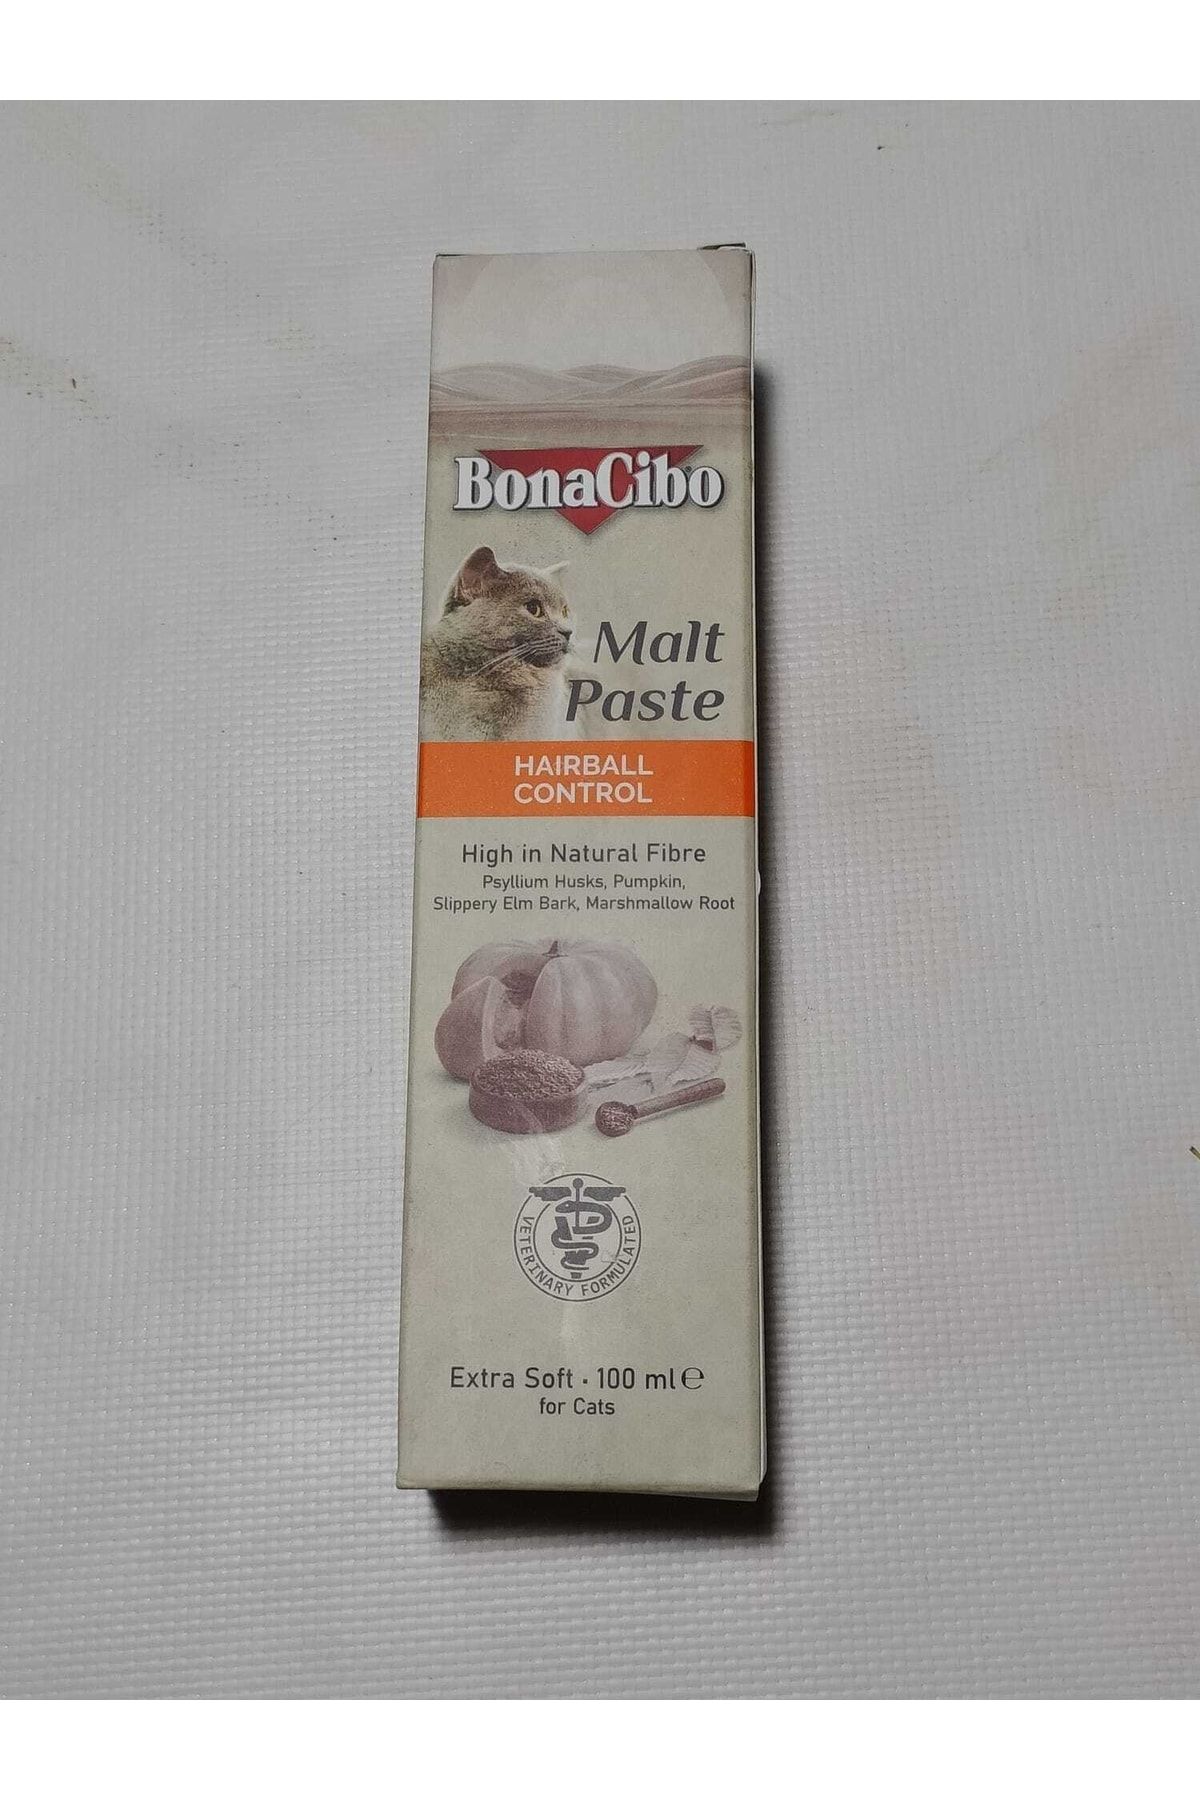 BonaCibo
Malt
Paste
HAIRBALL
CONTROL
High in Natural Fibre
Psyllium Husks, Pumpkin,
Slippery Elm Bark, Marshmallow Root
VETERINARY FORMULATED
Extra Soft · 100 ml ℮
for Cats